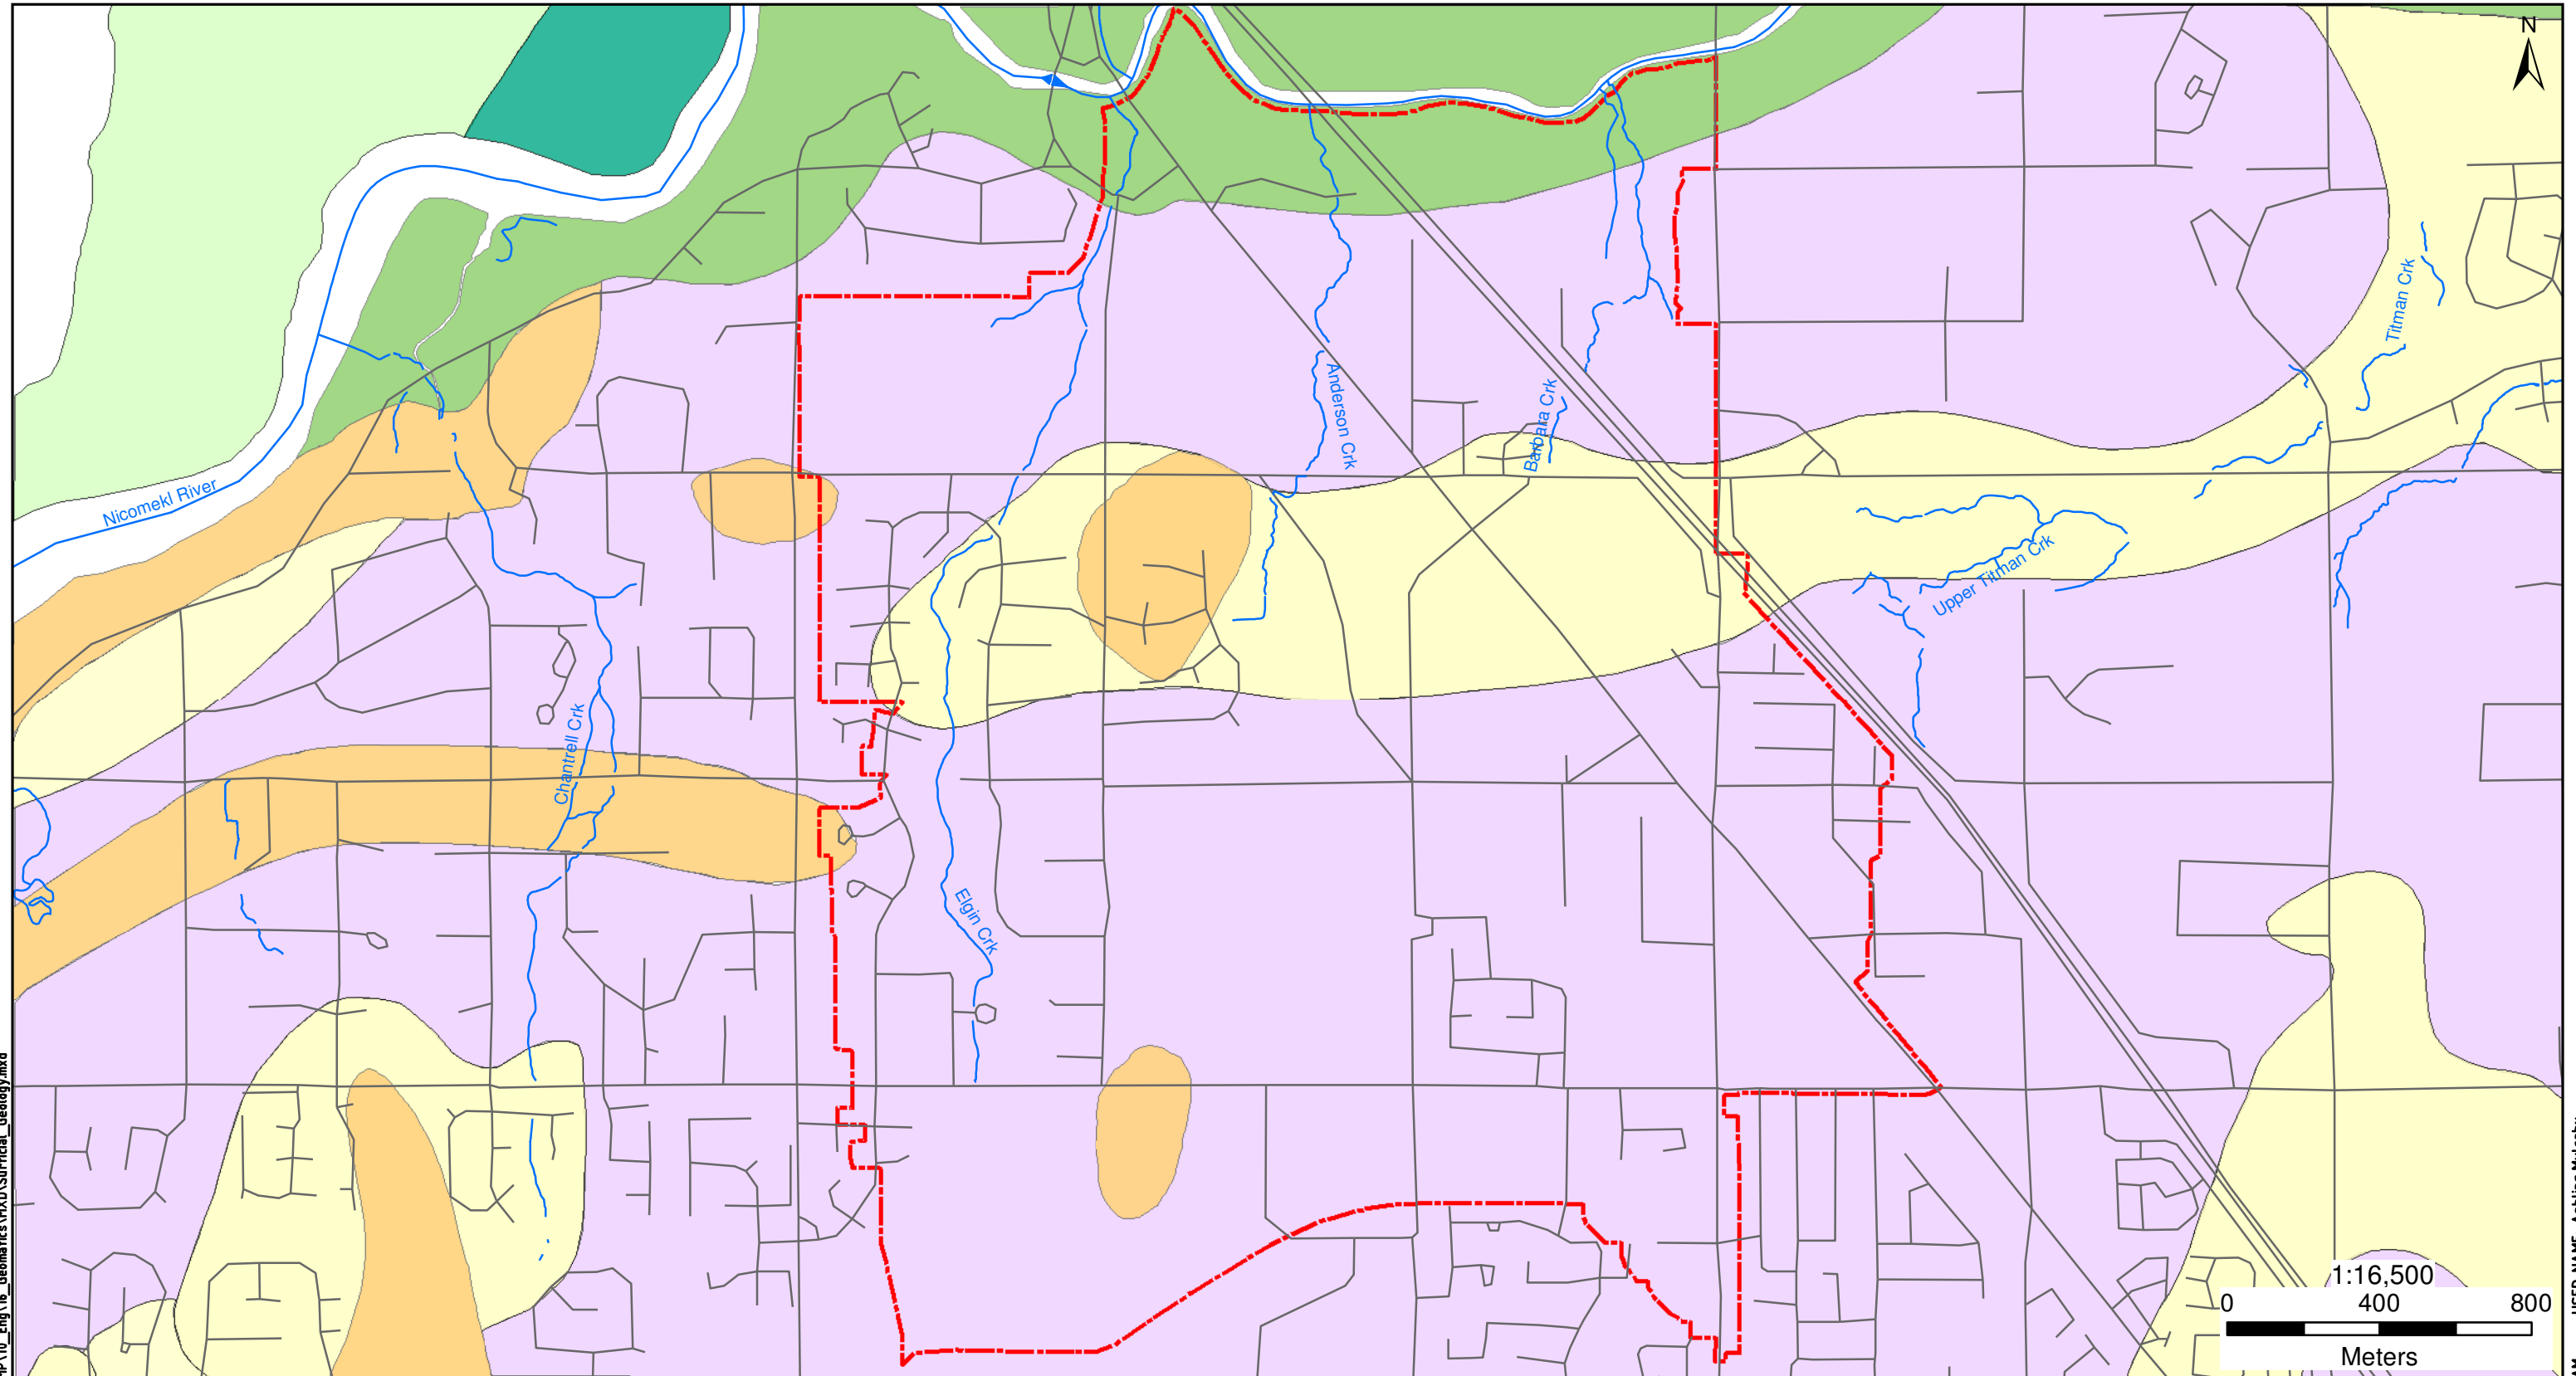 N
Titman Crk
Anderson Crk
Barbara Crk
Nicomekl River
Upper Titman Crk
Chantrell Crk
Elgin Crk
1:16,500
0 400 800
Meters